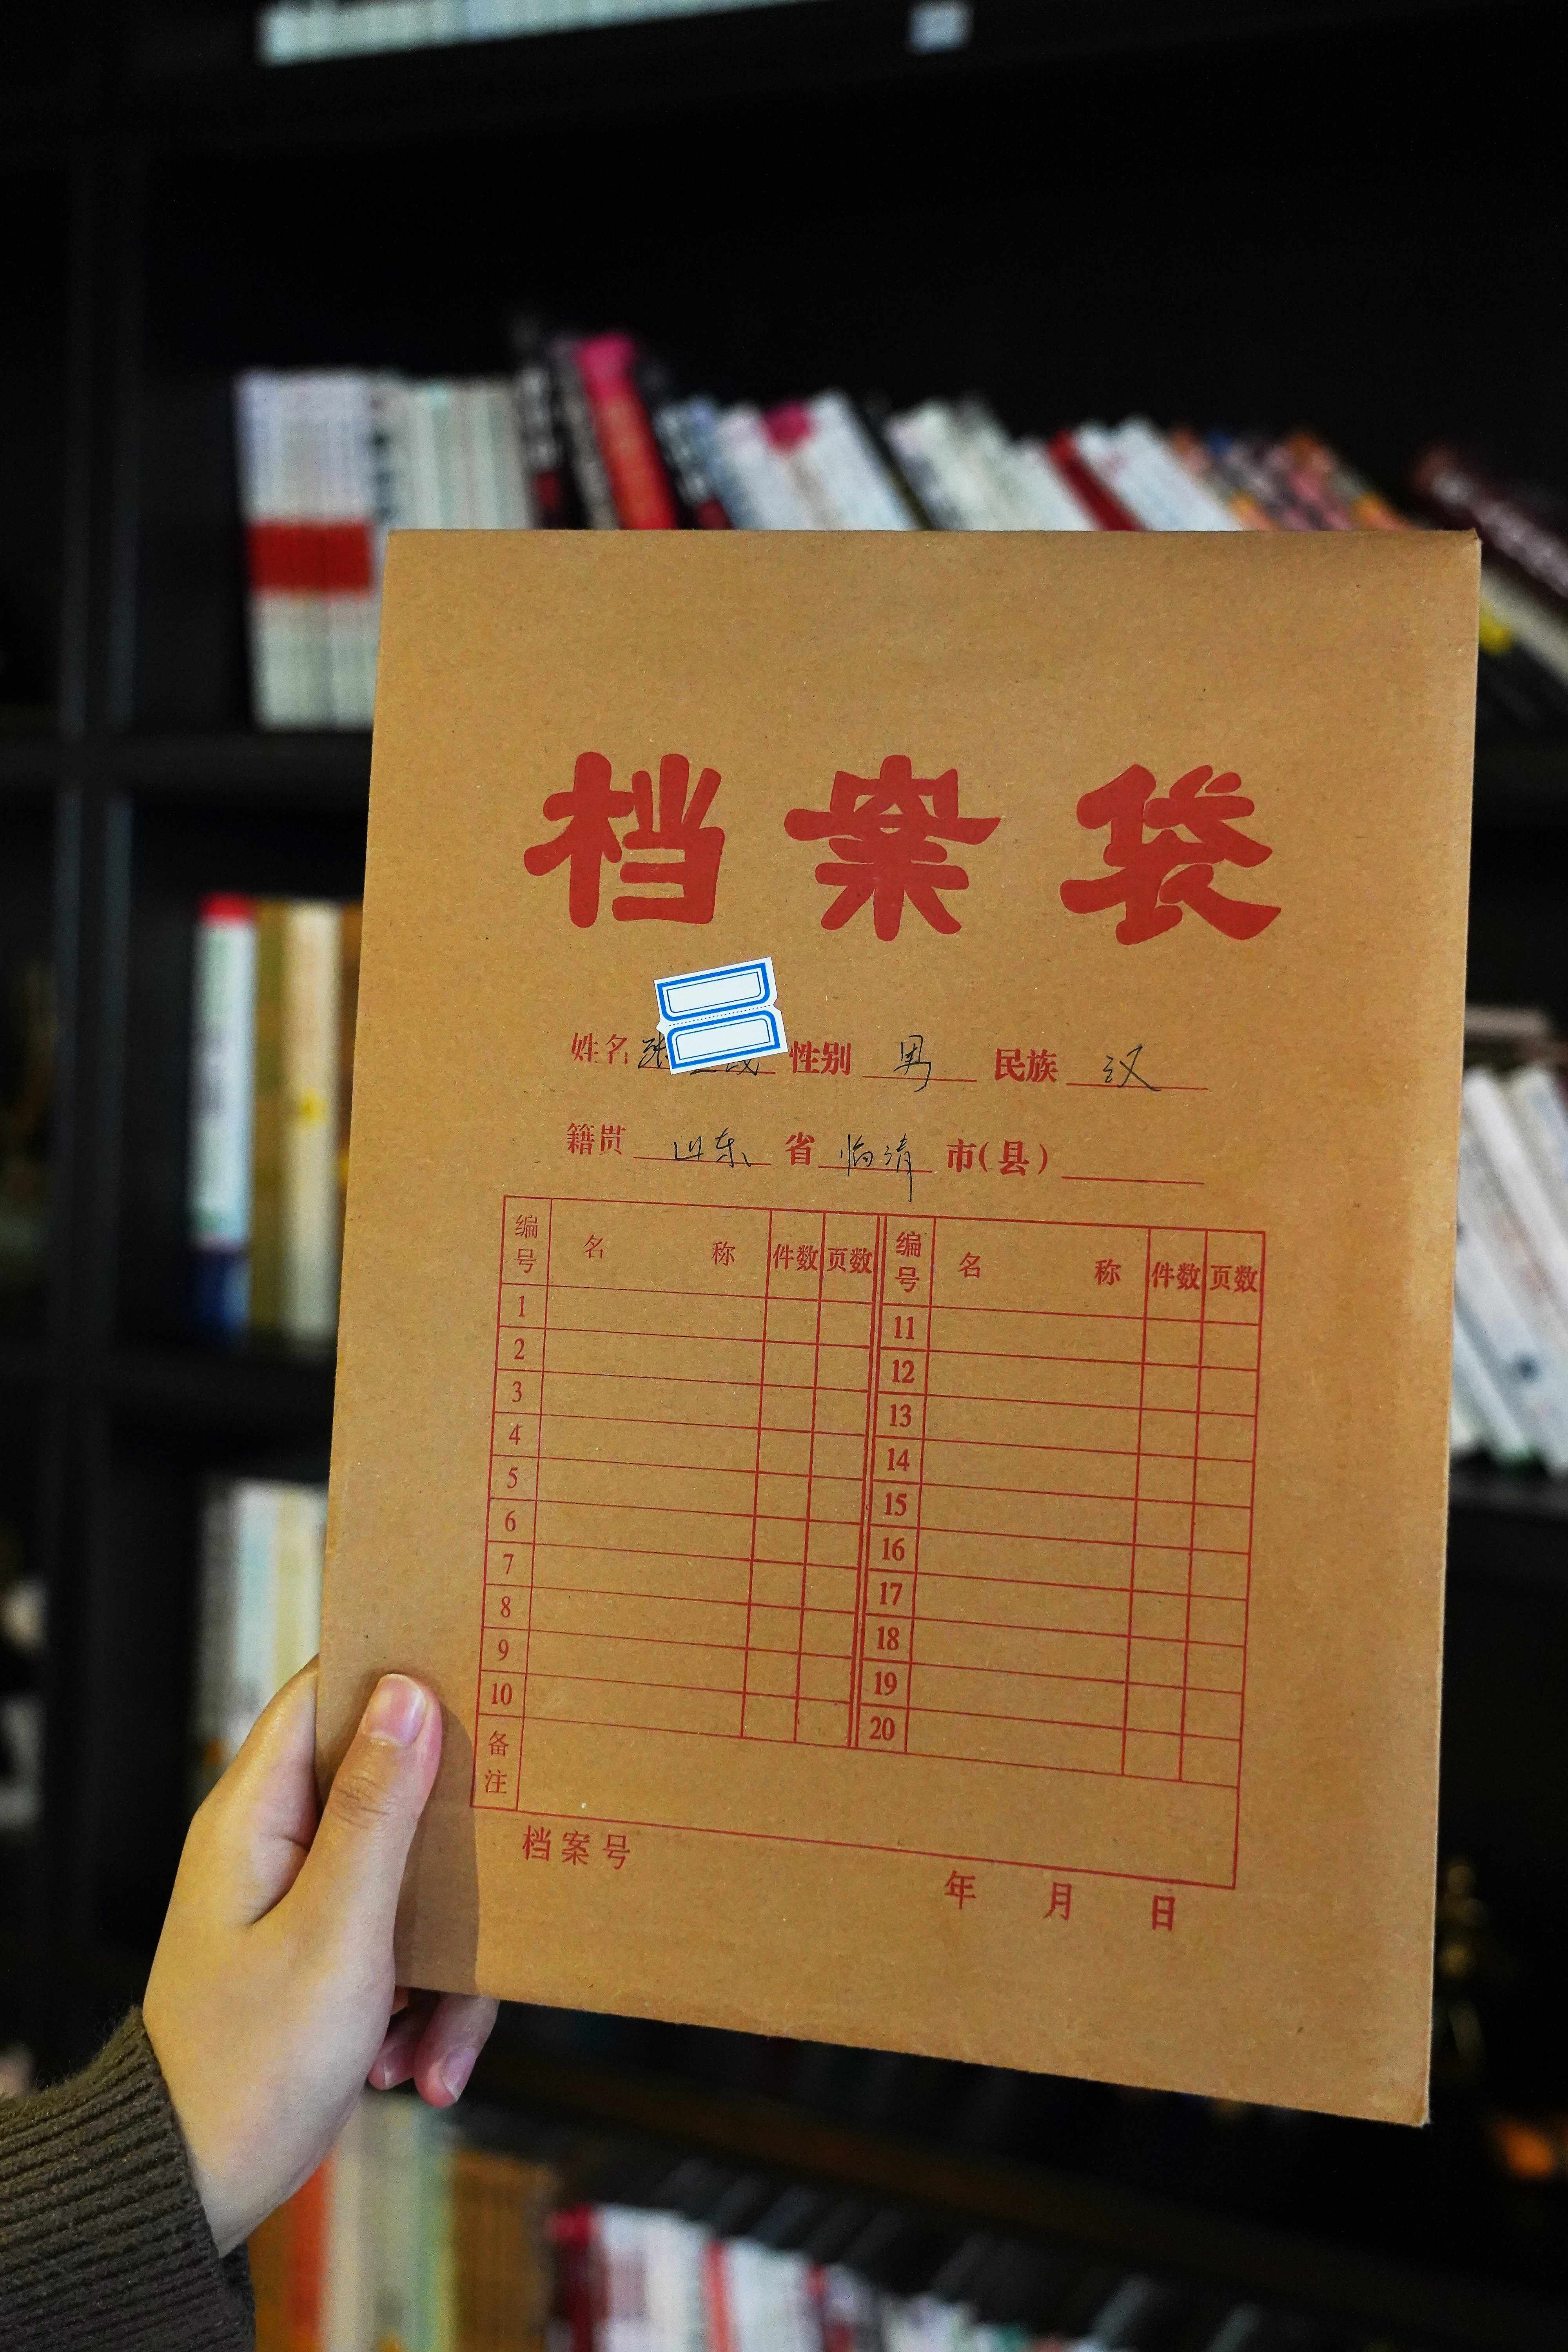 档案袋
姓名 张 性别 男 民族 汉
籍贯 山东 省 临清 市(县)
编号 名称 件数 页数 编号 名称 件数 页数
1 11
2 12
3 13
4 14
5 15
6 16
7 17
8 18
9 19
10 20
备注
档案号 年 月 日